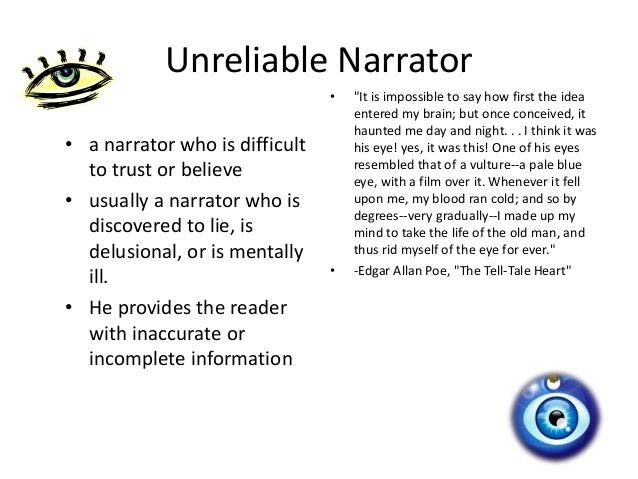 Unreliable Narrator
• a narrator who is difficult
to trust or believe
• usually a narrator who is
discovered to lie, is
delusional, or is mentally
ill.
• He provides the reader
with inaccurate or
incomplete information
• "It is impossible to say how first the idea
entered my brain; but once conceived, it
haunted me day and night. . . I think it was
his eye! yes, it was this! One of his eyes
resembled that of a vulture--a pale blue
eye, with a film over it. Whenever it fell
upon me, my blood ran cold; and so by
degrees--very gradually--I made up my
mind to take the life of the old man, and
thus rid myself of the eye for ever."
• -Edgar Allan Poe, "The Tell-Tale Heart"